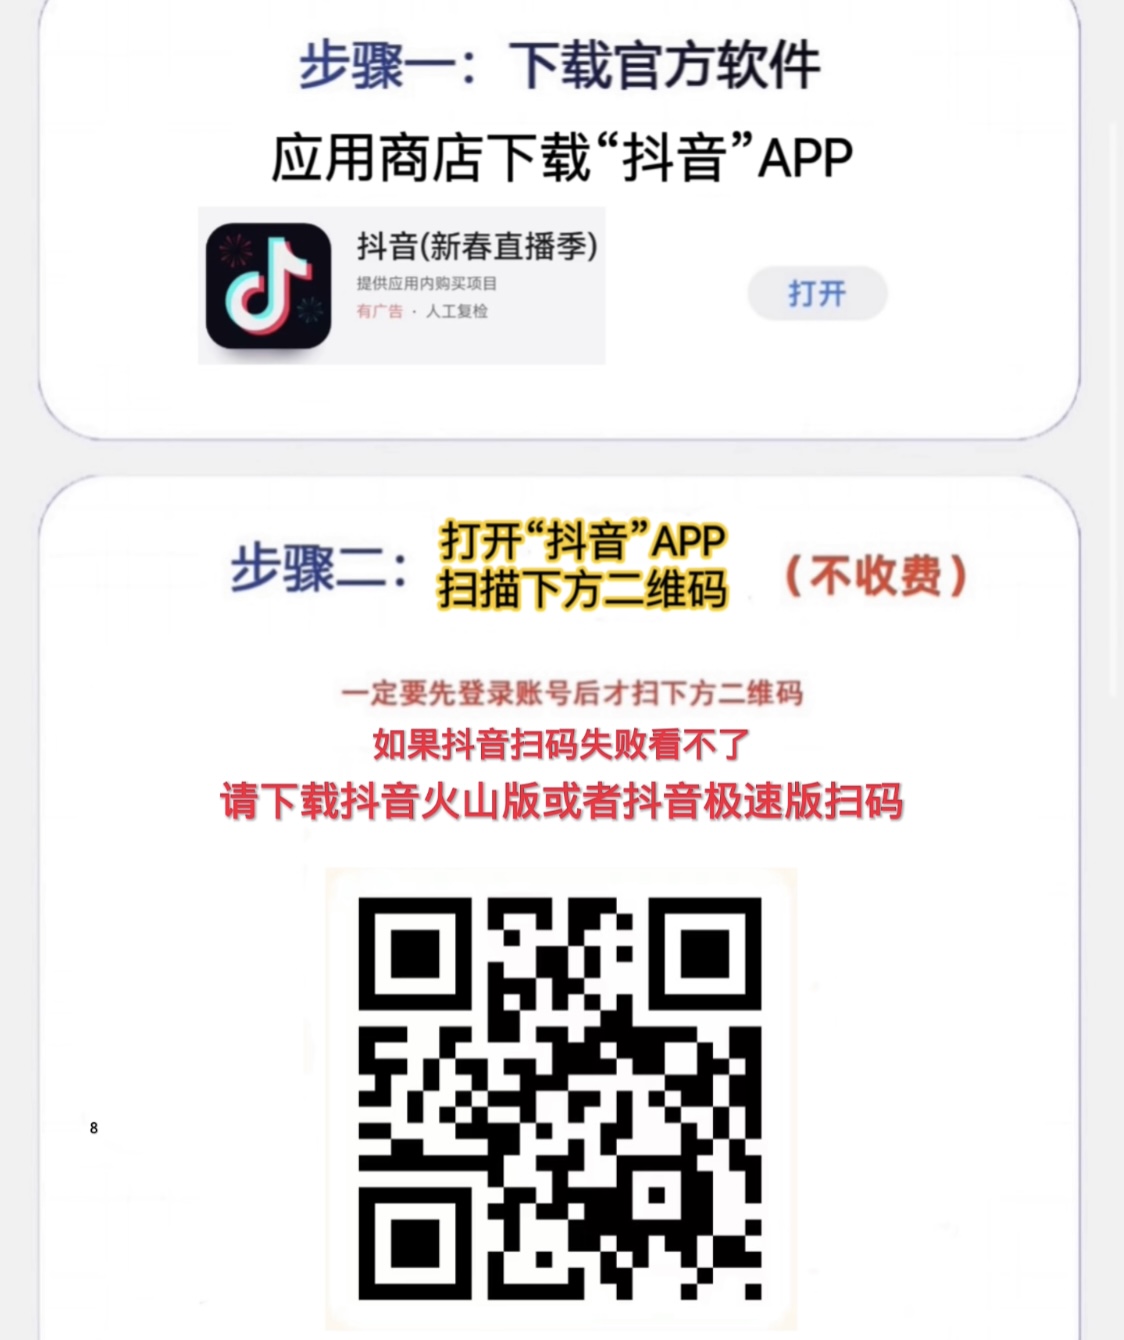 步骤一：下载官方软件
应用商店下载“抖音”APP
抖音(新春直播季)
提供应用内购买项目
有广告 · 人工复检
打开
步骤二：
打开“抖音”APP
扫描下方二维码
（不收费）
一定要先登录账号后才扫下方二维码
如果抖音扫码失败看不了
请下载抖音火山版或者抖音极速版扫码
8